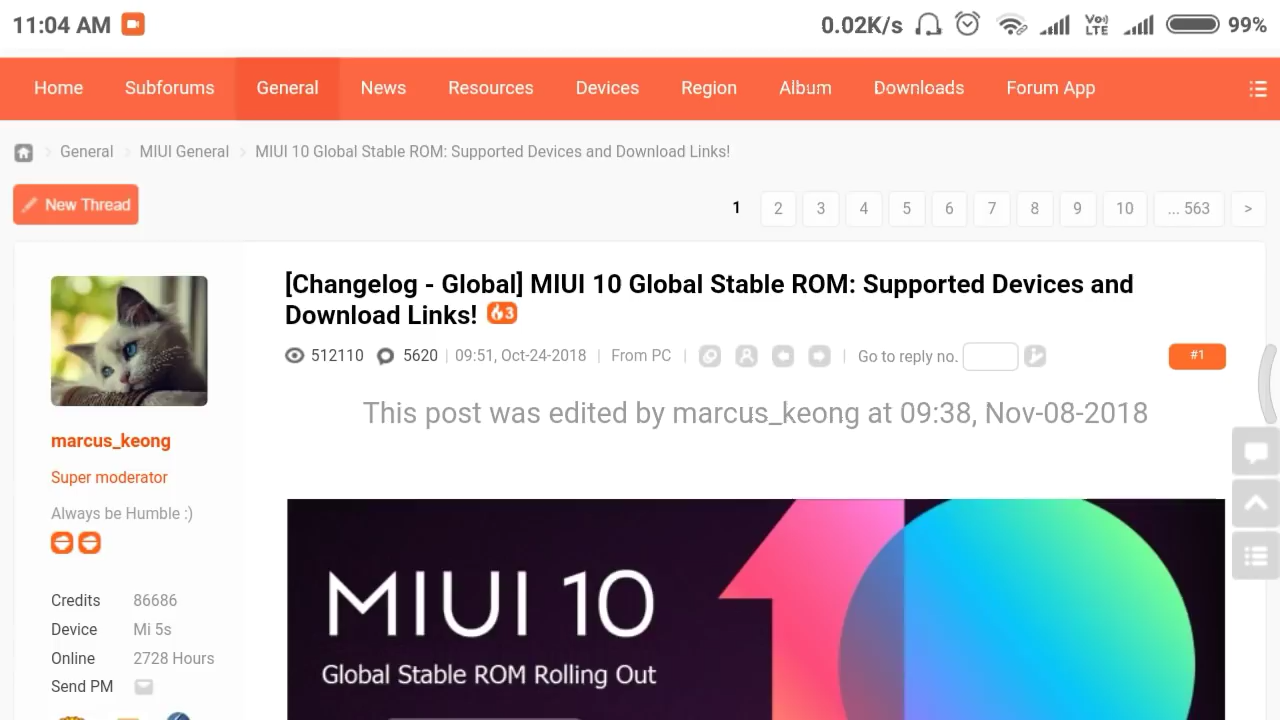 11:04 AM 0.02K/s Vo) LTE 99%
Home Subforums General News Resources Devices Region Album Downloads Forum App
General MIUI General MIUI 10 Global Stable ROM: Supported Devices and Download Links!
New Thread 1 2 3 4 5 6 7 8 9 10 ... 563 >
[Changelog - Global] MIUI 10 Global Stable ROM: Supported Devices and
Download Links! 3
512110 5620 | 09:51, Oct-24-2018 | From PC | | Go to reply no. #1
This post was edited by marcus_keong at 09:38, Nov-08-2018
marcus_keong
Super moderator
Always be Humble :)
Credits 86686
Device Mi 5s
Online 2728 Hours
Send PM
MIUI 10
Global Stable ROM Rolling Out